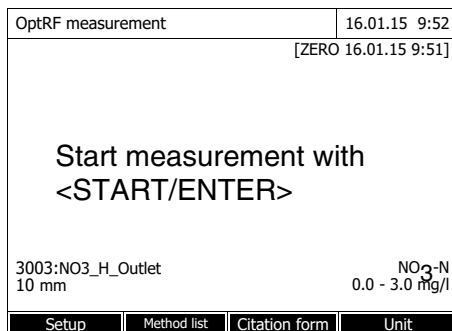 OptRF measurement 16.01.15 9:52
[ZERO 16.01.15 9:51]
Start measurement with
<START/ENTER>
3003:NO3_H_Outlet NO3-N
10 mm 0.0 - 3.0 mg/l
Setup Method list Citation form Unit